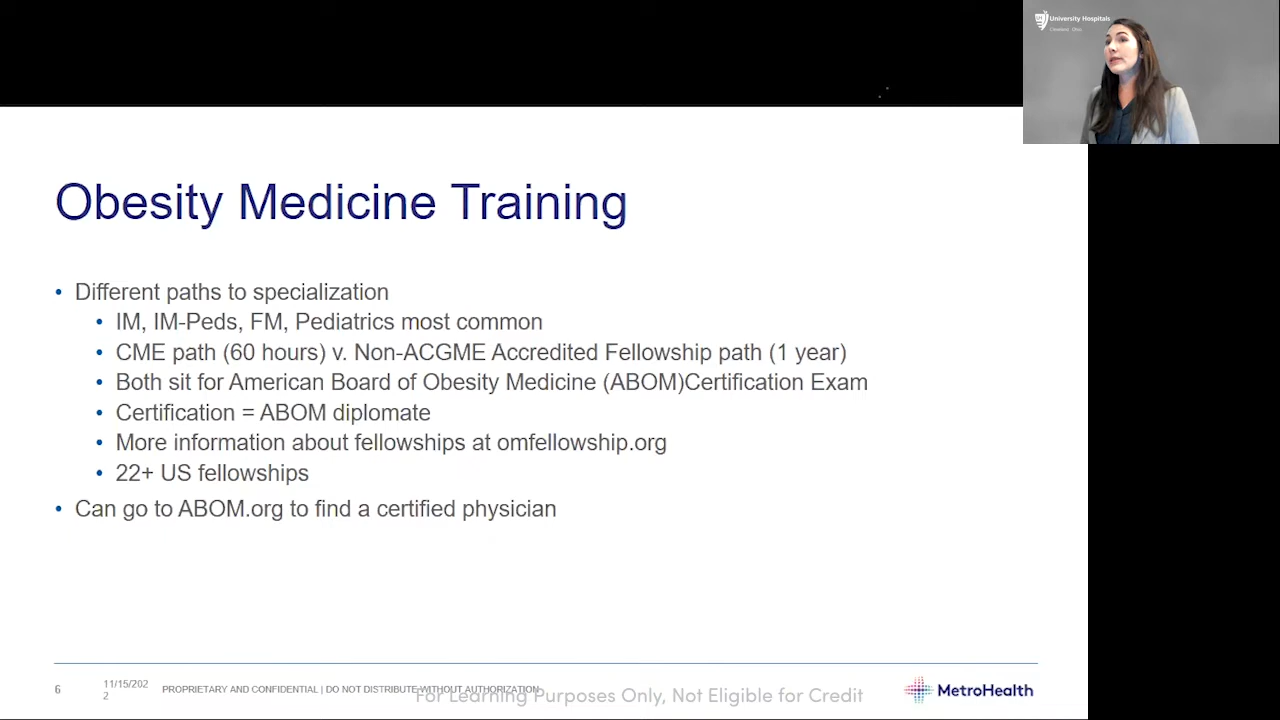 University Hospitals
Cleveland Ohio
Obesity Medicine Training
• Different paths to specialization
• IM, IM-Peds, FM, Pediatrics most common
• CME path (60 hours) v. Non-ACGME Accredited Fellowship path (1 year)
• Both sit for American Board of Obesity Medicine (ABOM)Certification Exam
• Certification = ABOM diplomate
• More information about fellowships at omfellowship.org
• 22+ US fellowships
• Can go to ABOM.org to find a certified physician
6
11/15/202
2
PROPRIETARY AND CONFIDENTIAL | DO NOT DISTRIBUTE WITHOUT AUTHORIZATION
For Learning Purposes Only, Not Eligible for Credit
MetroHealth